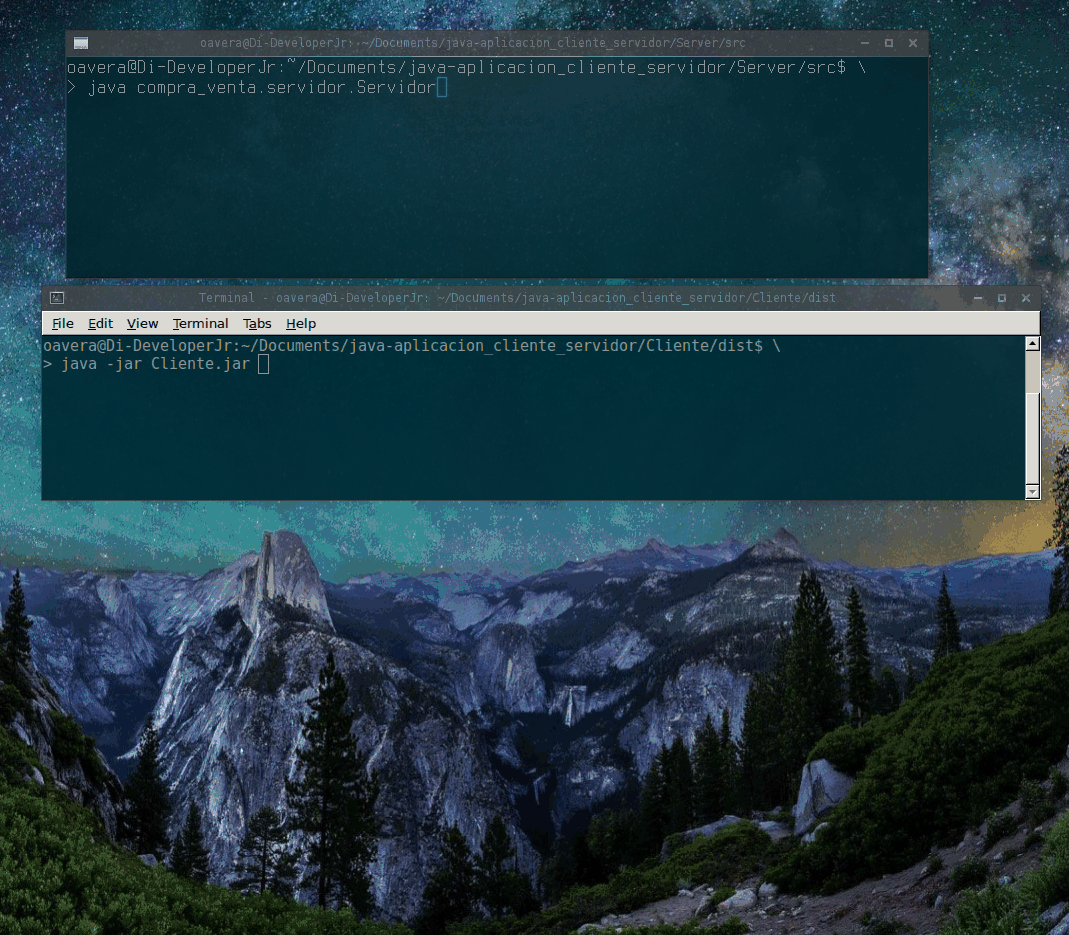 oavera@Di-DeveloperJr: ~/Documents/java-aplicacion_cliente_servidor/Server/src
oavera@Di-DeveloperJr:~/Documents/java-aplicacion_cliente_servidor/Server/src$ \
> java compra_venta.servidor.Servidor
Terminal - oavera@Di-DeveloperJr: ~/Documents/java-aplicacion_cliente_servidor/Cliente/dist
File Edit View Terminal Tabs Help
oavera@Di-DeveloperJr:~/Documents/java-aplicacion_cliente_servidor/Cliente/dist$ \
> java -jar Cliente.jar